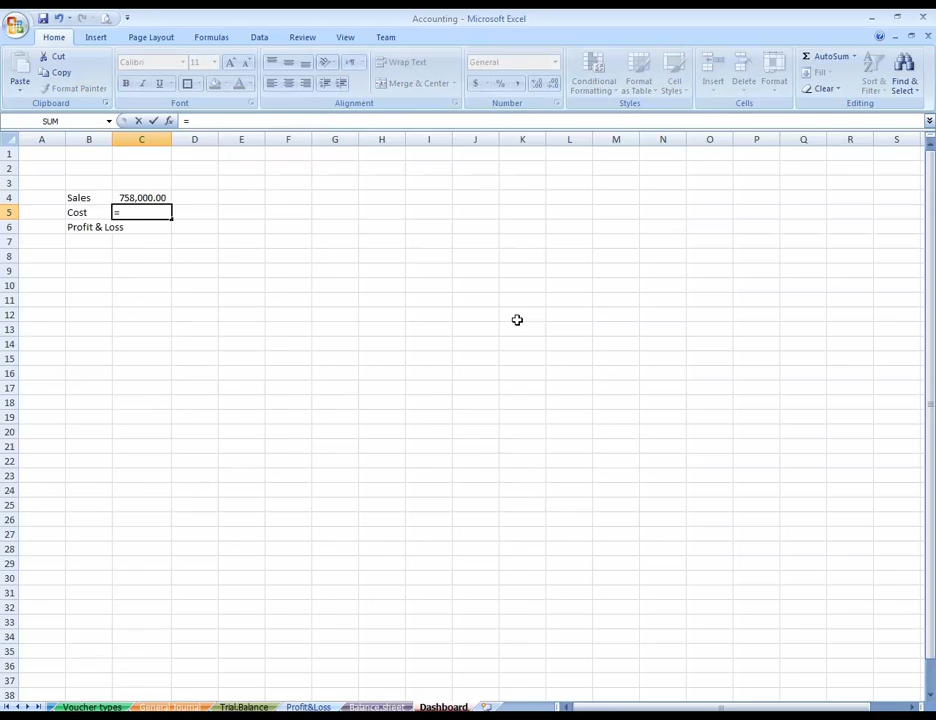 Accounting - Microsoft Excel
Home Insert Page Layout Formulas Data Review View Team
Paste
Cut
Copy
Format Painter
Clipboard
Calibri 11
B I U
Font
Wrap Text
Merge & Center
Alignment
General
$ % ,
Number
Conditional Formatting
Format as Table
Cell Styles
Styles
Insert Delete Format
Cells
Σ AutoSum
Fill
Clear
Sort & Filter
Find & Select
Editing
SUM fx =
A B C D E F G H I J K L M N O P Q R S
1
2
3
4 Sales 758,000.00
5 Cost =
6 Profit & Loss
7
8
9
10
11
12
13
14
15
16
17
18
19
20
21
22
23
24
25
26
27
28
29
30
31
32
33
34
35
36
37
38
Voucher types General Journal Trial.Balance Profit&Loss Balance.Sheet Dashboard